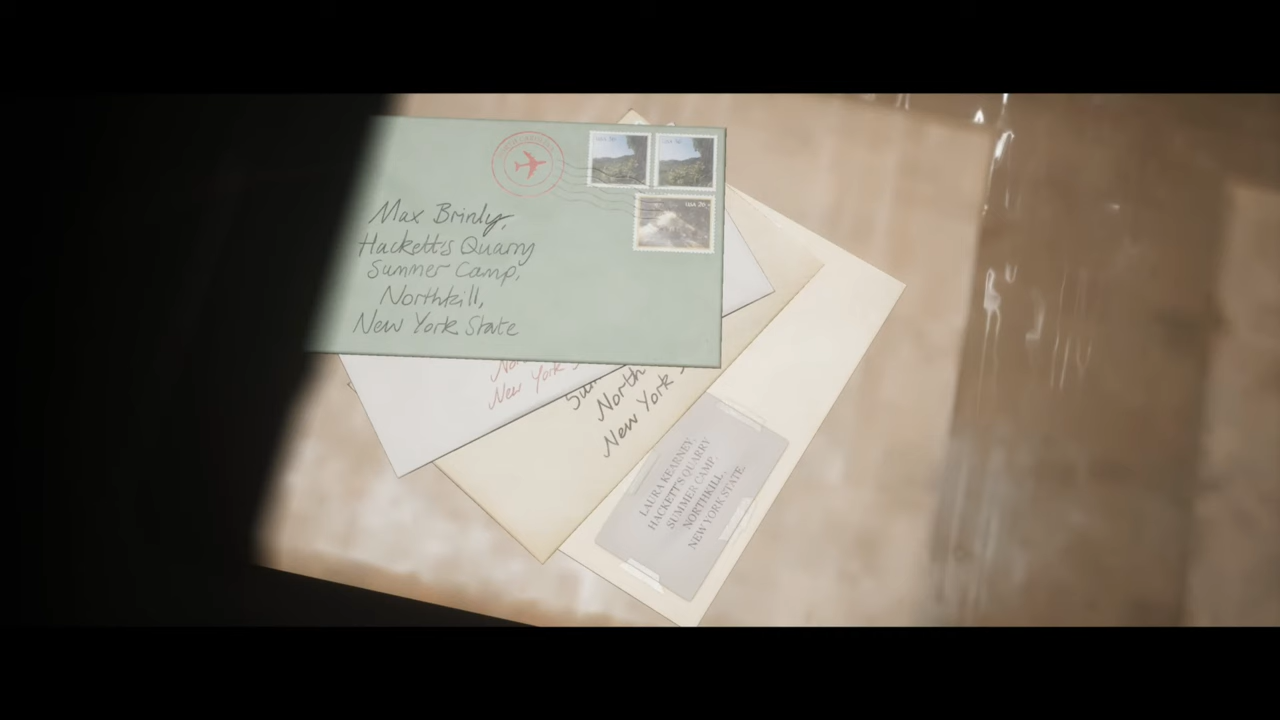 Max Brinly,
Hackett's Quarry
Summer Camp,
Northkill,
New York State
New York
North
New York
LAURA KEARNEY,
HACKETT'S QUARRY
SUMMER CAMP,
NORTHKILL,
NEW YORK STATE.